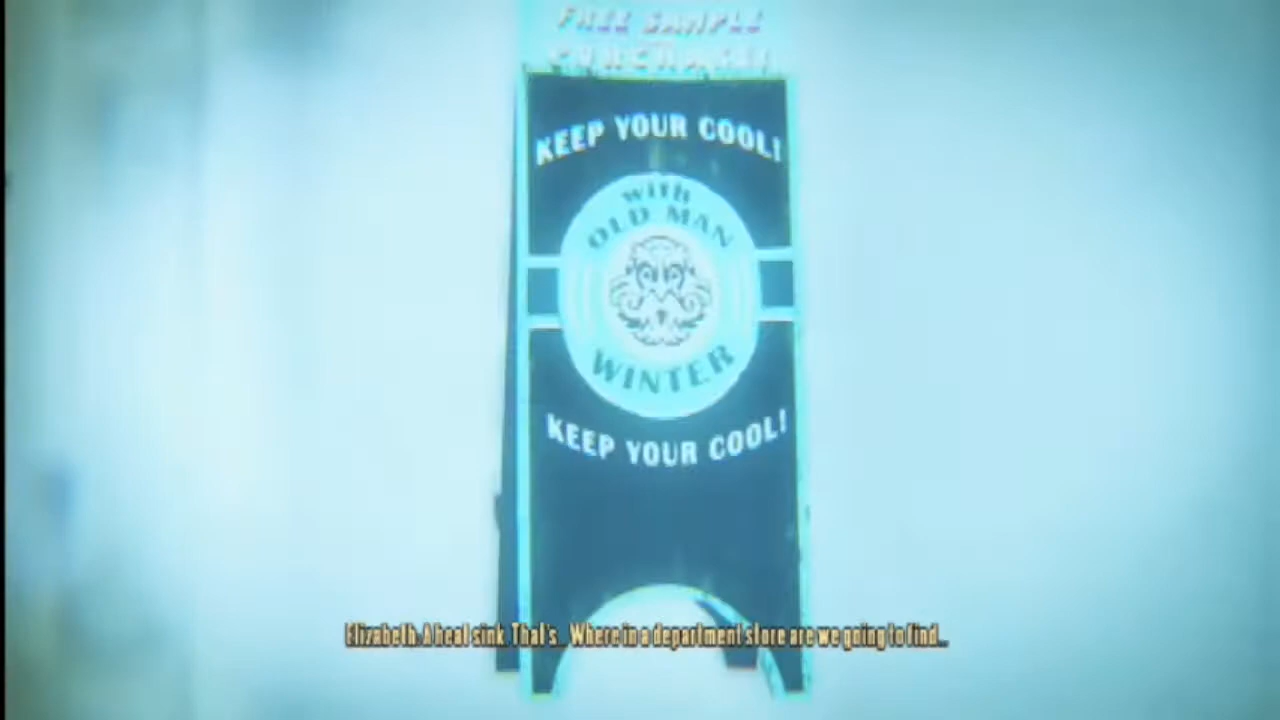 FREE SAMPLE
KEEP YOUR COOL!
WITH
OLD MAN
WINTER
KEEP YOUR COOL!
Elizabeth: A heat sink. That's... Where in a department store are we going to find...